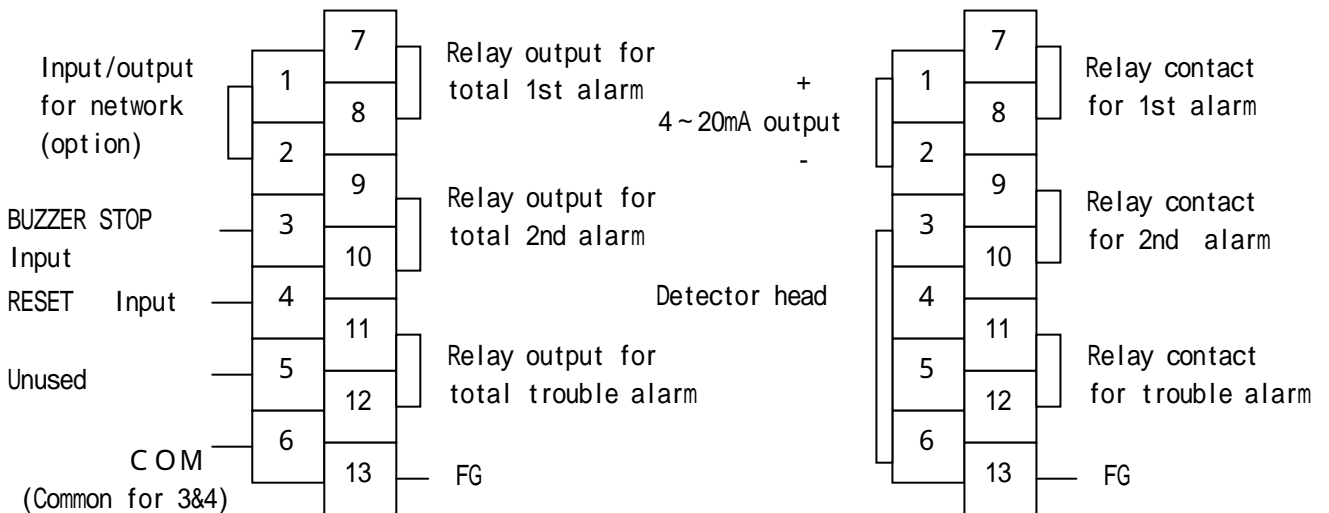 Input/output
for network
(option)
BUZZER STOP
Input
RESET Input
Unused
COM
(Common for 3&4)
1
2
3
4
5
6
7
8
9
10
11
12
13
Relay output for
total 1st alarm
Relay output for
total 2nd alarm
Relay output for
total trouble alarm
FG
+
4~20mA output
-
Detector head
1
2
3
4
5
6
7
8
9
10
11
12
13
Relay contact
for 1st alarm
Relay contact
for 2nd alarm
Relay contact
for trouble alarm
FG